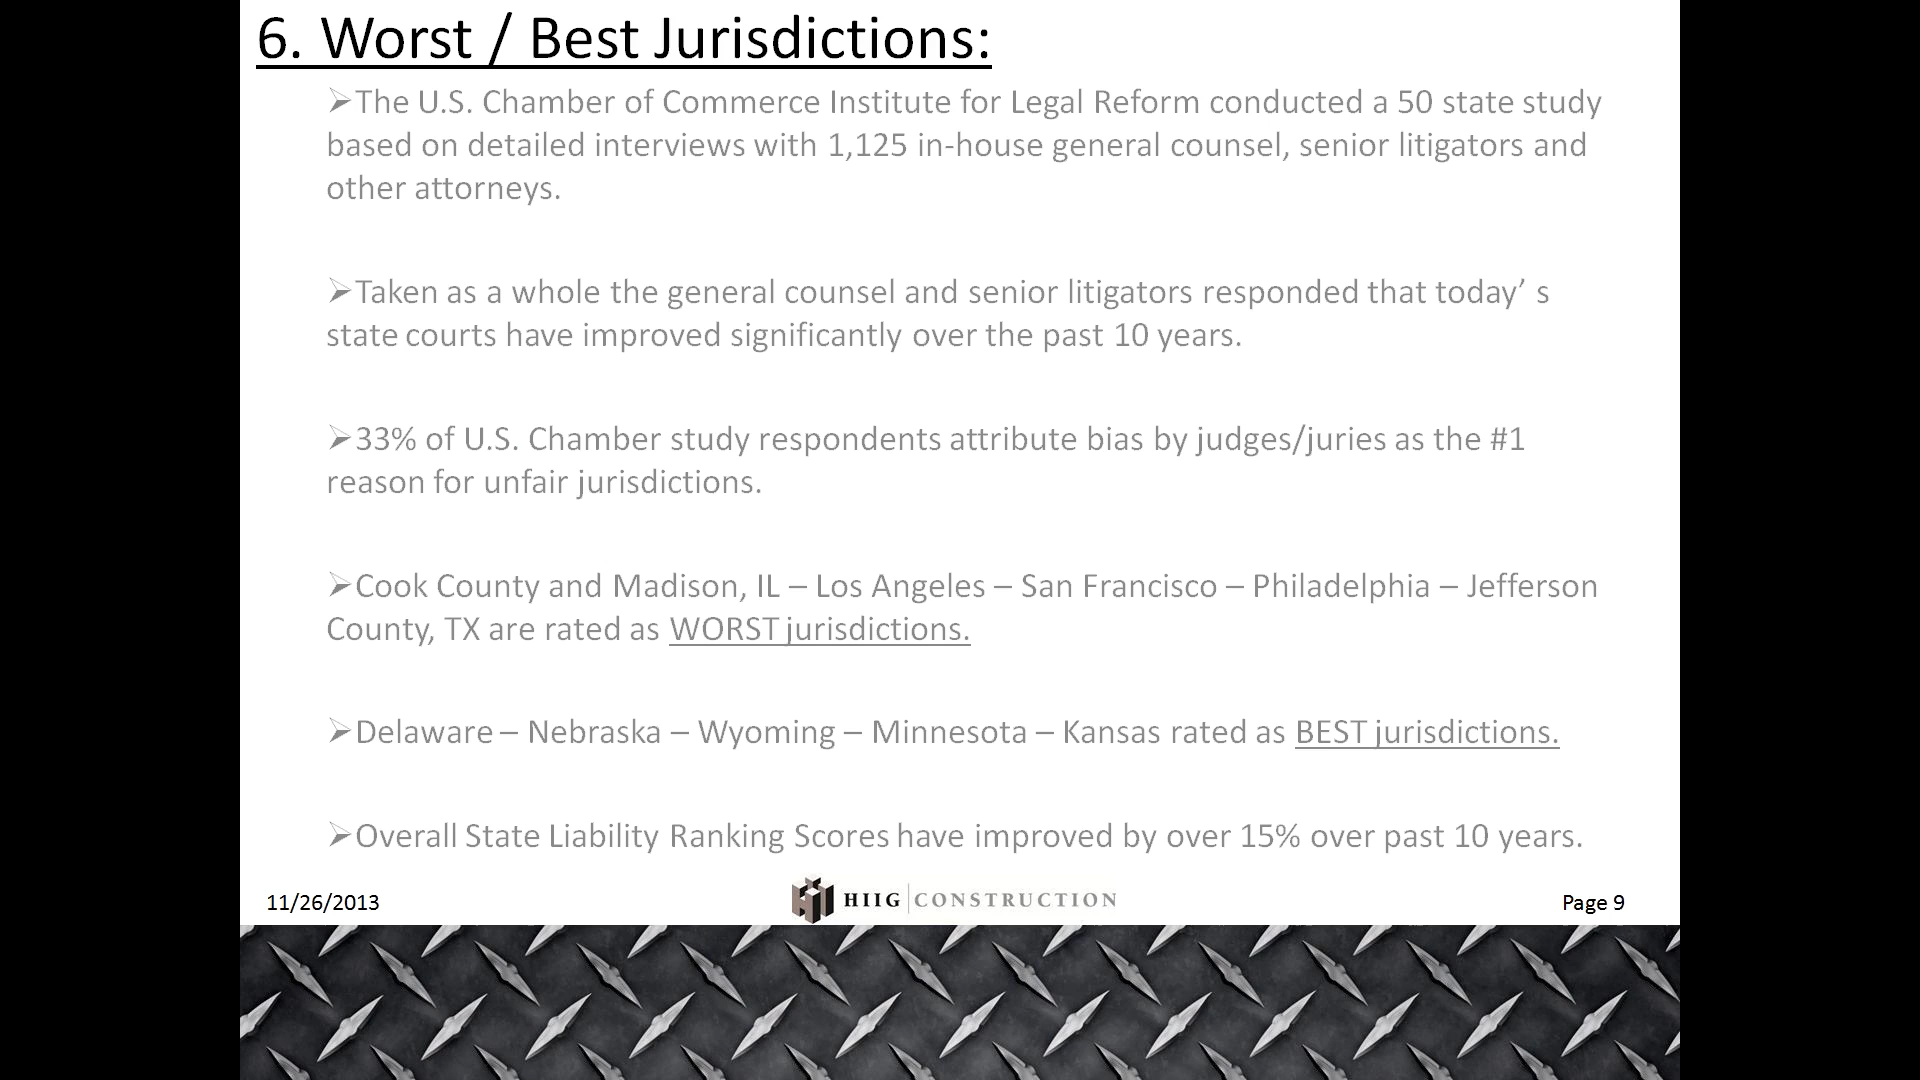 6. Worst / Best Jurisdictions:
➢The U.S. Chamber of Commerce Institute for Legal Reform conducted a 50 state study
based on detailed interviews with 1,125 in-house general counsel, senior litigators and
other attorneys.
➢Taken as a whole the general counsel and senior litigators responded that today’ s
state courts have improved significantly over the past 10 years.
➢33% of U.S. Chamber study respondents attribute bias by judges/juries as the #1
reason for unfair jurisdictions.
➢Cook County and Madison, IL – Los Angeles – San Francisco – Philadelphia – Jefferson
County, TX are rated as WORST jurisdictions.
➢Delaware – Nebraska – Wyoming – Minnesota – Kansas rated as BEST jurisdictions.
➢Overall State Liability Ranking Scores have improved by over 15% over past 10 years.
11/26/2013
HIIG CONSTRUCTION
Page 9